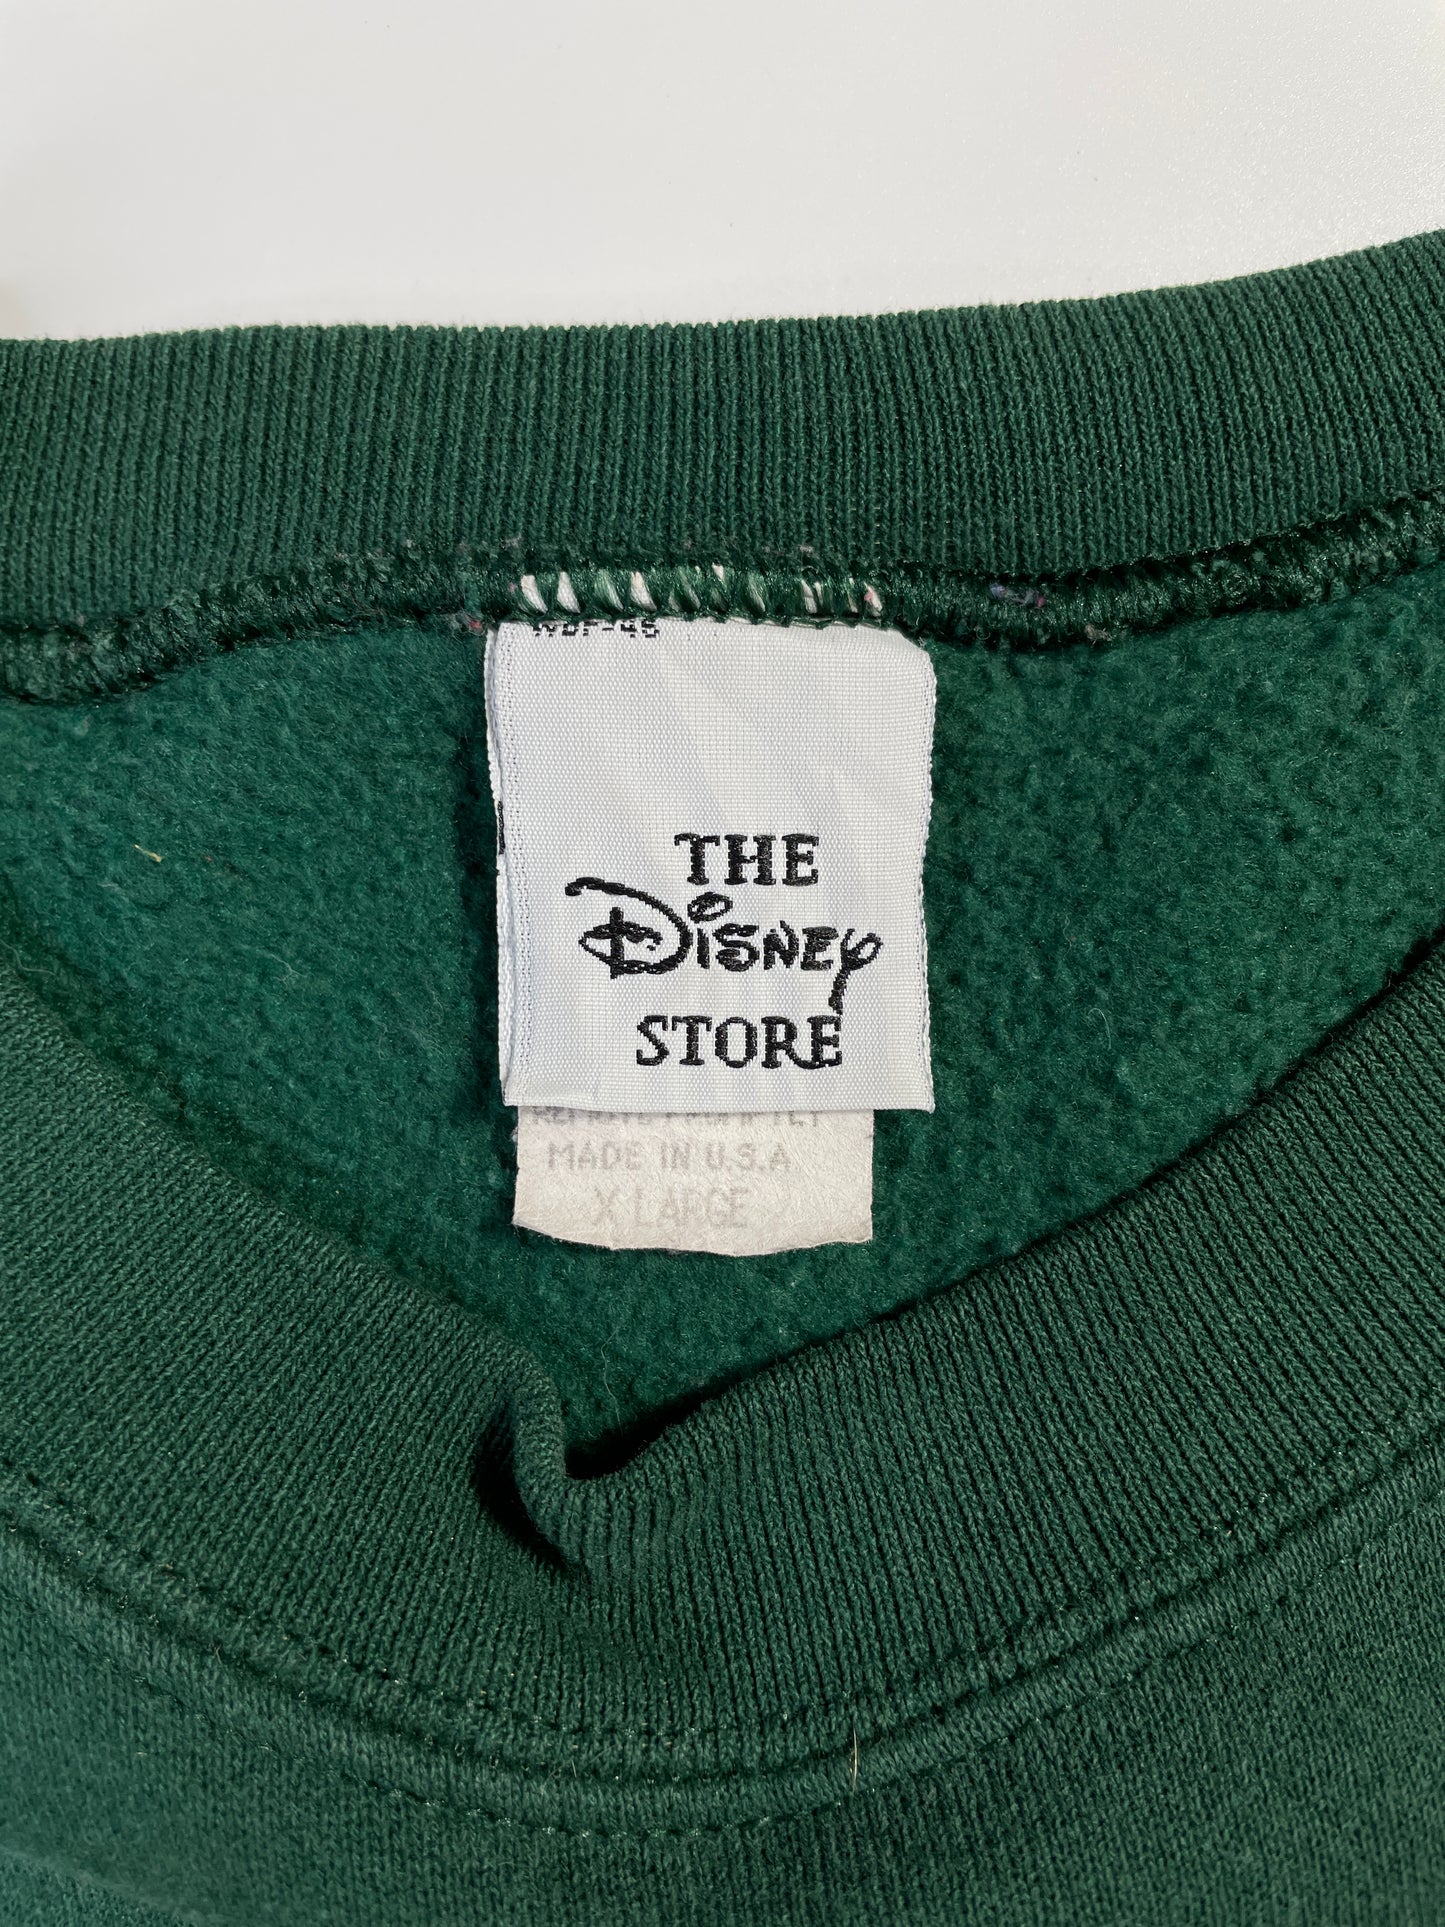 THE
Disney
STORE
MADE IN U.S.A
X LARGE